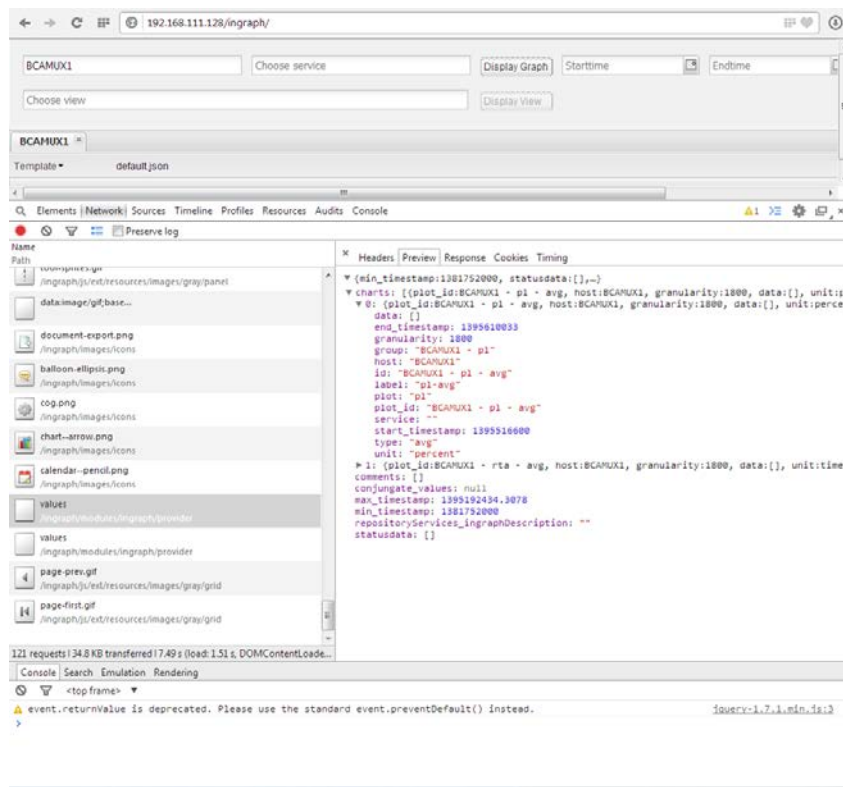 192.168.111.128/ingraph/
BCAMUX1 Choose service Display Graph Starttime Endtime
Choose view Display View
BCAMUX1
Template default.json
Elements Network Sources Timeline Profiles Resources Audits Console 1
Preserve log
Name
Path
Headers Preview Response Cookies Timing
/ingraph/js/ext/resources/images/gray/panel
data:image/gif;base...
document-export.png
/ingraph/images/icons
balloon-ellipsis.png
/ingraph/images/icons
cog.png
/ingraph/images/icons
chart--arrow.png
/ingraph/images/icons
calendar--pencil.png
/ingraph/images/icons
values
/ingraph/modules/ingraph/provider
values
/ingraph/modules/ingraph/provider
page-prev.gif
/ingraph/js/ext/resources/images/gray/grid
page-first.gif
/ingraph/js/ext/resources/images/gray/grid
121 requests | 34.8 KB transferred | 7.49 s (load: 1.51 s, DOMContentLoade...
{min_timestamp:1381752000, statusdata:[],…}
charts: [{plot_id:BCAMUX1 - pl - avg, host:BCAMUX1, granularity:1800, data:[], unit:p
0: {plot_id:BCAMUX1 - pl - avg, host:BCAMUX1, granularity:1800, data:[], unit:perce
data: []
end_timestamp: 1395610033
granularity: 1800
group: "BCAMUX1 - pl"
host: "BCAMUX1"
id: "BCAMUX1 - pl - avg"
label: "pl-avg"
plot: "pl"
plot_id: "BCAMUX1 - pl - avg"
service: ""
start_timestamp: 1395516600
type: "avg"
unit: "percent"
1: {plot_id:BCAMUX1 - rta - avg, host:BCAMUX1, granularity:1800, data:[], unit:time
comments: []
conjungate_values: null
max_timestamp: 1395192434.3078
min_timestamp: 1381752000
repositoryServices_ingraphDescription: ""
statusdata: []
Console Search Emulation Rendering
<top frame>
event.returnValue is deprecated. Please use the standard event.preventDefault() instead. jquery-1.7.1.min.js:3